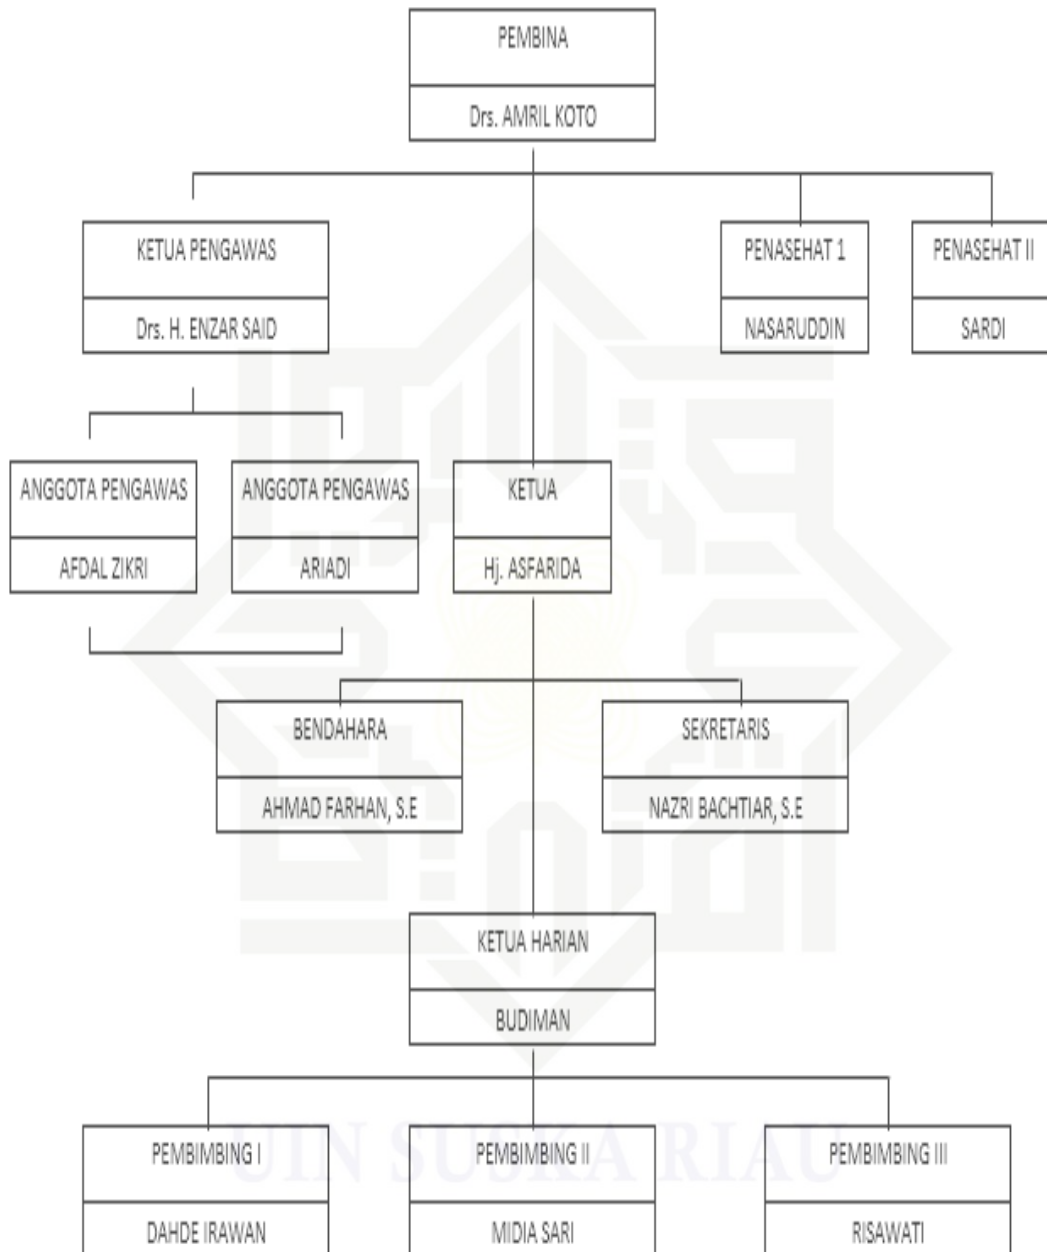 PEMBINA
Drs. AMRIL KOTO
KETUA PENGAWAS
Drs. H. ENZAR SAID
PENASEHAT 1
NASARUDDIN
PENASEHAT II
SARDI
ANGGOTA PENGAWAS
AFDAL ZIKRI
ANGGOTA PENGAWAS
ARIADI
KETUA
Hj. ASFARIDA
BENDAHARA
AHMAD FARHAN, S.E
SEKRETARIS
NAZRI BACHTIAR, S.E
KETUA HARIAN
BUDIMAN
PEMBIMBING I
DAHDE IRAWAN
PEMBIMBING II
MIDIA SARI
PEMBIMBING III
RISAWATI
UIN SUSKA RIAU